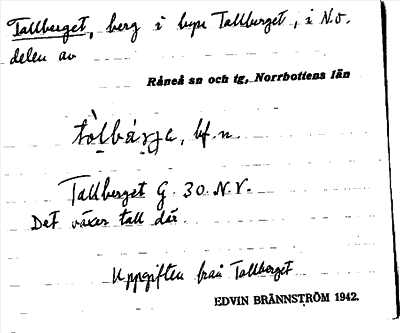 Tallberget, berg i byn Tallberget, i N.O.
delen av
Råneå sn och tg, Norrbottens län
bf. n.
Tallberget G. 30. N.V.
Det växer tall där.
Uppgiften från Tallberget
EDVIN BRÄNNSTRÖM 1942.